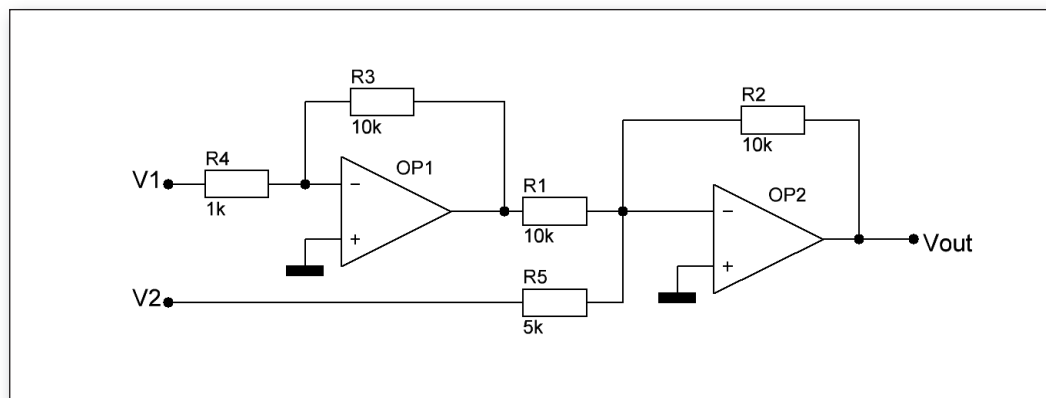 R3
10k
R2
10k
R4
1k
V1
OP1
R1
10k
OP2
Vout
V2
R5
5k
−
+
−
+